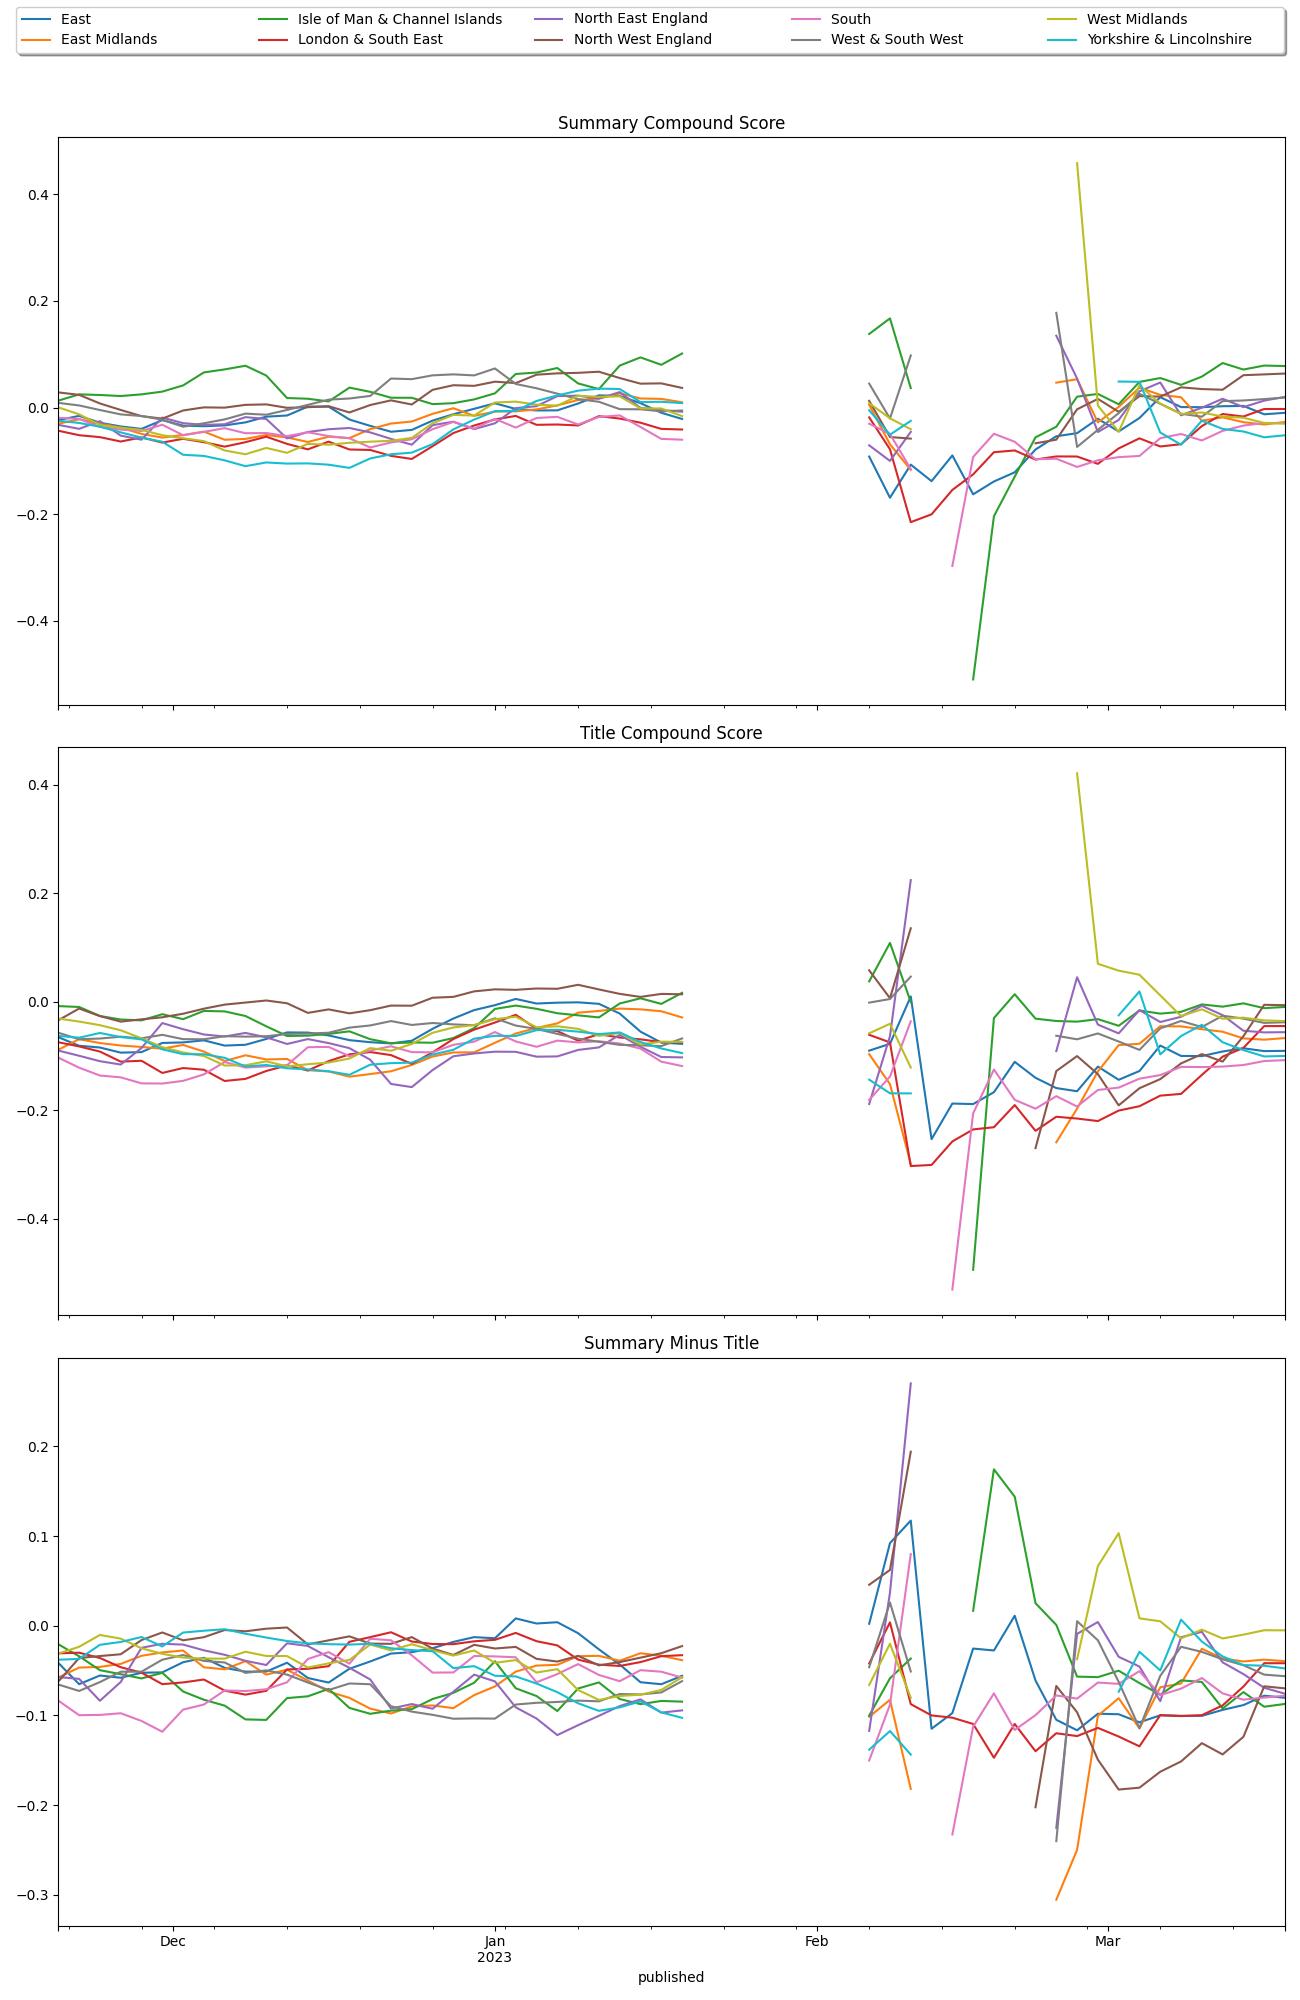 East
East Midlands
Isle of Man & Channel Islands
London & South East
North East England
North West England
South
West & South West
West Midlands
Yorkshire & Lincolnshire
Summary Compound Score
0.4
0.2
0.0
−0.2
−0.4
Title Compound Score
0.4
0.2
0.0
−0.2
−0.4
Summary Minus Title
0.2
0.1
0.0
−0.1
−0.2
−0.3
Dec
Jan
2023
Feb
Mar
published